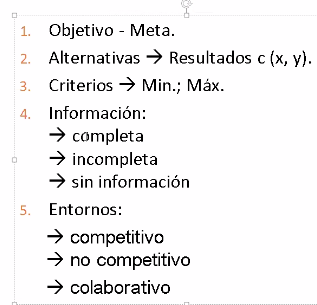 1. Objetivo - Meta.
2. Alternativas → Resultados c (x, y).
3. Criterios → Min.; Máx.
4. Información:
→ completa
→ incompleta
→ sin información
5. Entornos:
→ competitivo
→ no competitivo
→ colaborativo